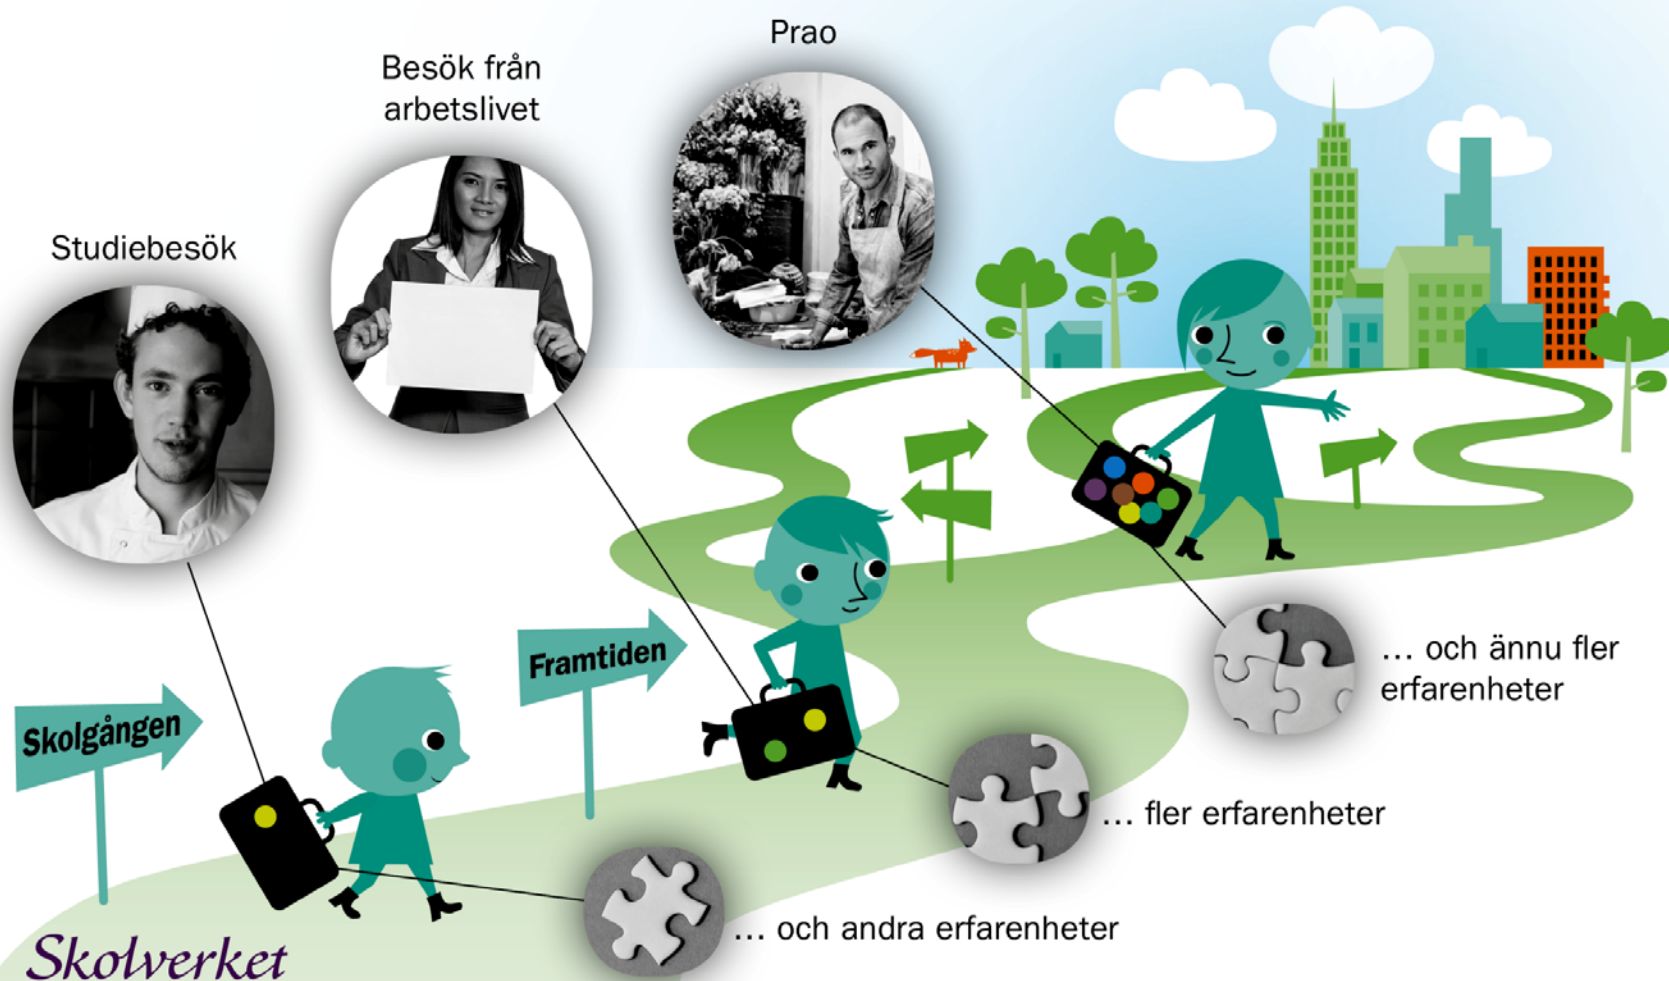 Prao
Besök från
arbetslivet
Studiebesök
Skolgången
Framtiden
... och ännu fler
erfarenheter
... fler erfarenheter
... och andra erfarenheter
Skolverket